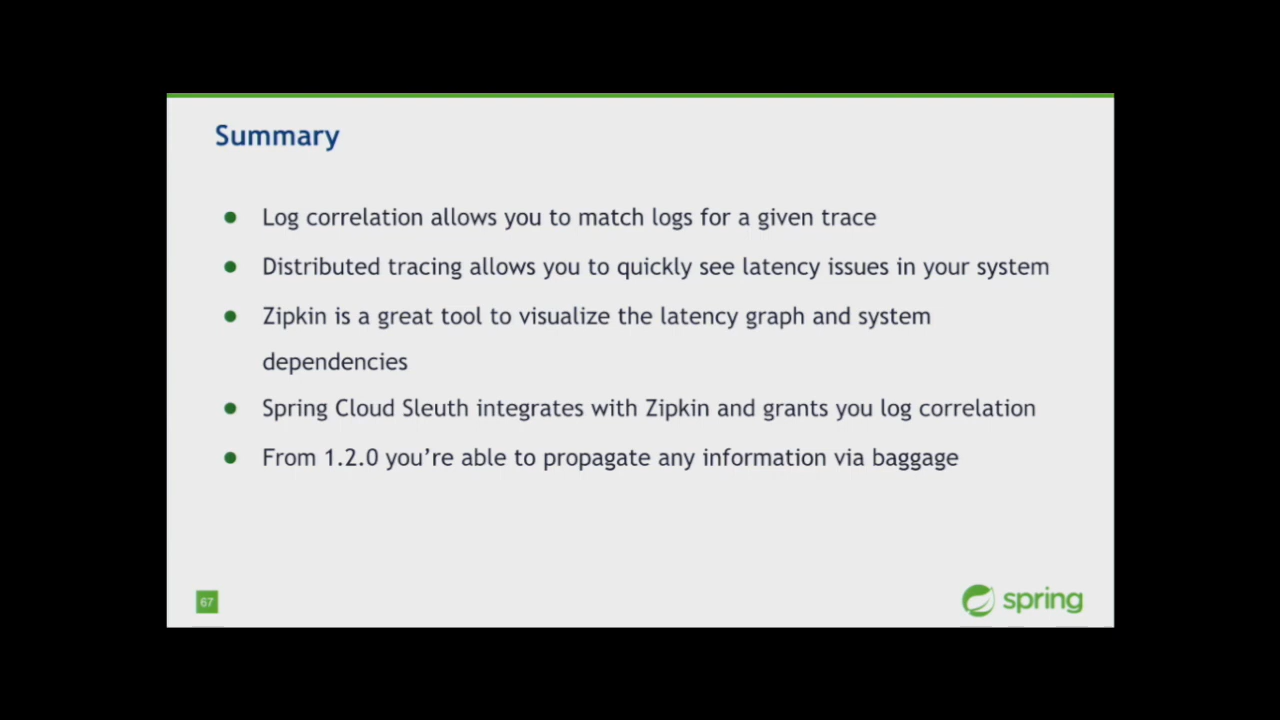 Summary
● Log correlation allows you to match logs for a given trace
● Distributed tracing allows you to quickly see latency issues in your system
● Zipkin is a great tool to visualize the latency graph and system
dependencies
● Spring Cloud Sleuth integrates with Zipkin and grants you log correlation
● From 1.2.0 you’re able to propagate any information via baggage
67
spring